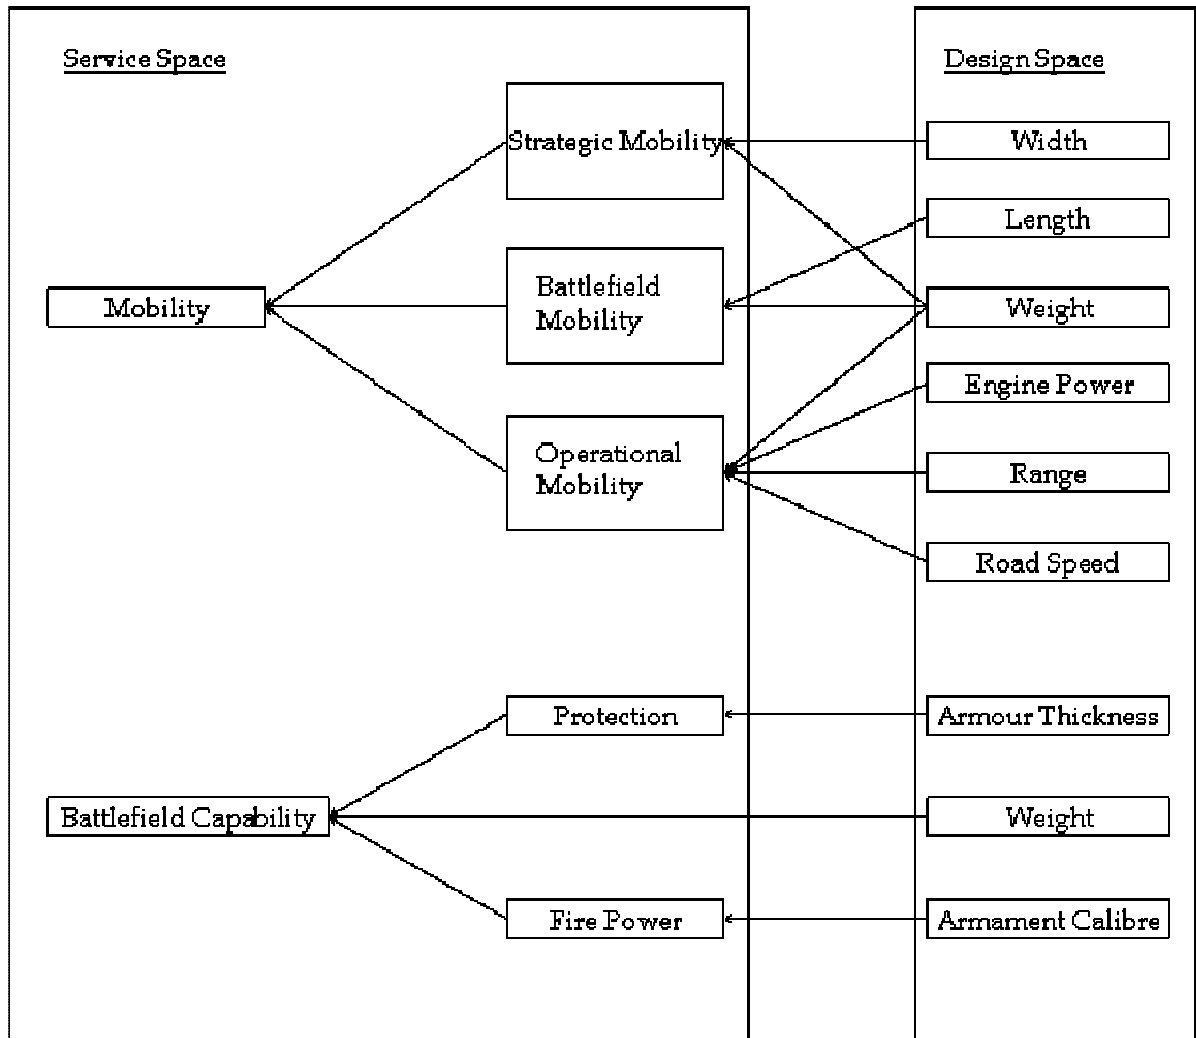 Service Space
Design Space
Strategic Mobility
Width
Length
Battlefield
Mobility
Mobility
Weight
Engine Power
Operational
Mobility
Range
Road Speed
Protection
Armour Thickness
Battlefield Capability
Weight
Fire Power
Armament Calibre